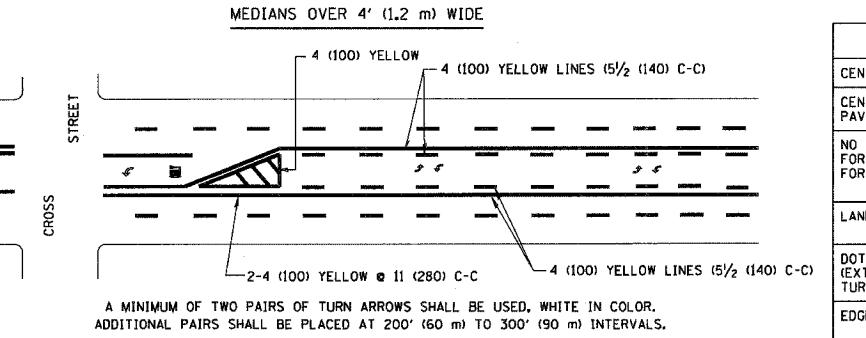 MEDIANS OVER 4' (1.2 m) WIDE
4 (100) YELLOW
4 (100) YELLOW LINES (5½ (140) C-C)
STREET
CROSS
2-4 (100) YELLOW @ 11 (280) C-C
4 (100) YELLOW LINES (5½ (140) C-C)
A MINIMUM OF TWO PAIRS OF TURN ARROWS SHALL BE USED, WHITE IN COLOR.
ADDITIONAL PAIRS SHALL BE PLACED AT 200' (60 m) TO 300' (90 m) INTERVALS.
CEN
CEN
PAV
NO
FOR
FOR
LAN
DOT
(EXT
TUR
EDG